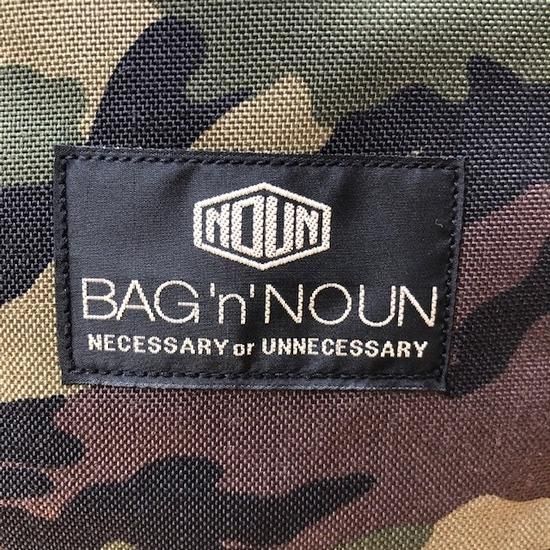 NOUN
BAG 'n' NOUN
NECESSARY or UNNECESSARY